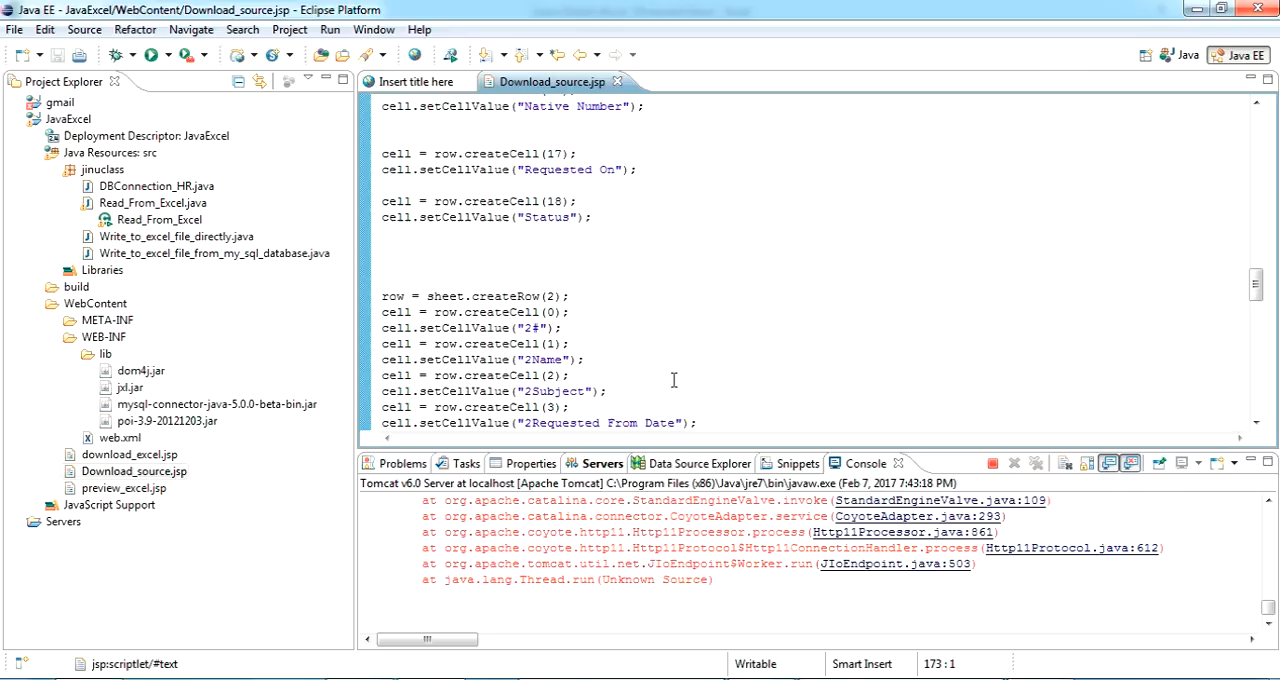 Java EE - JavaExcel/WebContent/Download_source.jsp - Eclipse Platform
File Edit Source Refactor Navigate Search Project Run Window Help
Java Java EE
Project Explorer
gmail
JavaExcel
Deployment Descriptor: JavaExcel
Java Resources: src
jinuclass
DBConnection_HR.java
Read_From_Excel.java
Read_From_Excel
Write_to_excel_file_directly.java
Write_to_excel_file_from_my_sql_database.java
Libraries
build
WebContent
META-INF
WEB-INF
lib
dom4j.jar
jxl.jar
mysql-connector-java-5.0.0-beta-bin.jar
poi-3.9-20121203.jar
web.xml
download_excel.jsp
Download_source.jsp
preview_excel.jsp
JavaScript Support
Servers
Insert title here Download_source.jsp
cell.setCellValue("Native Number");
cell = row.createCell(17);
cell.setCellValue("Requested On");
cell = row.createCell(18);
cell.setCellValue("Status");
row = sheet.createRow(2);
cell = row.createCell(0);
cell.setCellValue("2#");
cell = row.createCell(1);
cell.setCellValue("2Name");
cell = row.createCell(2);
cell.setCellValue("2Subject");
cell = row.createCell(3);
cell.setCellValue("2Requested From Date");
Problems Tasks Properties Servers Data Source Explorer Snippets Console
Tomcat v6.0 Server at localhost [Apache Tomcat] C:\Program Files (x86)\Java\jre7\bin\javaw.exe (Feb 7, 2017 7:43:18 PM)
at org.apache.catalina.core.StandardEngineValve.invoke(StandardEngineValve.java:109)
at org.apache.catalina.connector.CoyoteAdapter.service(CoyoteAdapter.java:293)
at org.apache.coyote.http11.Http11Processor.process(Http11Processor.java:861)
at org.apache.coyote.http11.Http11Protocol$Http11ConnectionHandler.process(Http11Protocol.java:612)
at org.apache.tomcat.util.net.JIoEndpoint$Worker.run(JIoEndpoint.java:503)
at java.lang.Thread.run(Unknown Source)
jsp:scriptlet/#text Writable Smart Insert 173 : 1